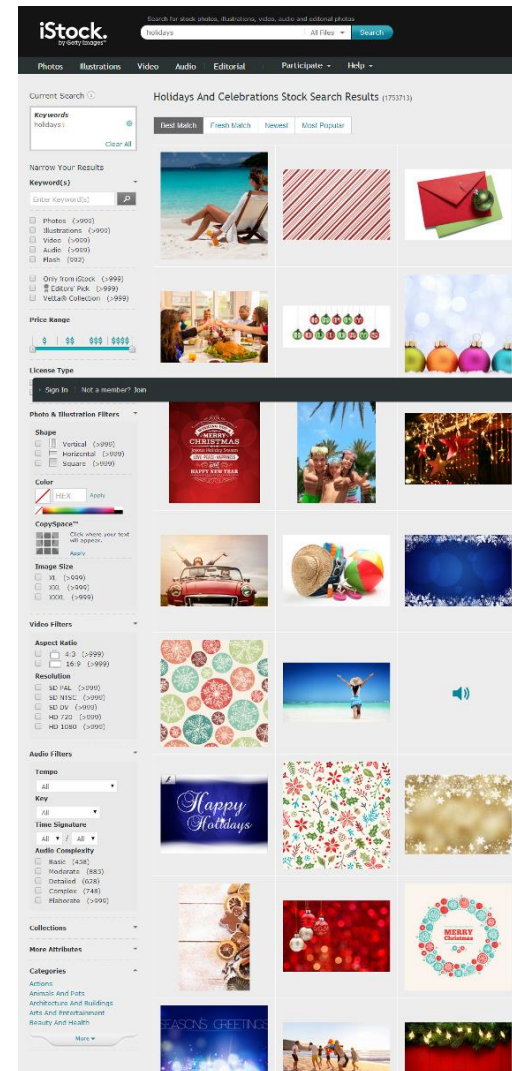 Search for stock photos, illustrations, video, audio and editorial photos
iStock.
by Getty Images™
holidays
All Files
Search
Photos Illustrations Video Audio Editorial Participate Help
Current Search
Keywords
holidays
Clear All
Holidays And Celebrations Stock Search Results (1753713)
Best Match Fresh Match Newest Most Popular
Narrow Your Results
Keyword(s)
Enter Keyword(s)
Photos (>999)
Illustrations (>999)
Video (>999)
Audio (>999)
Flash (992)
Only from iStock (>999)
Editors' Pick (>999)
Vetta® Collection (>999)
Price Range
$ $$ $$$ $$$$
License Type
Sign In Not a member? Join
Photo & Illustration Filters
Shape
Vertical (>999)
Horizontal (>999)
Square (>999)
Color
HEX Apply
CopySpace™
Click where your text
will appear.
Apply
Image Size
XL (>999)
XXL (>999)
XXXL (>999)
Video Filters
Aspect Ratio
4:3 (>999)
16:9 (>999)
Resolution
SD PAL (>999)
SD NTSC (>999)
SD DV (>999)
HD 720 (>999)
HD 1080 (>999)
Audio Filters
Tempo
All
Key
All
Time Signature
All / All
Audio Complexity
Basic (438)
Moderate (883)
Detailed (628)
Complex (748)
Elaborate (>999)
Collections
More Attributes
Categories
Actions
Animals And Pets
Architecture And Buildings
Arts And Entertainment
Beauty And Health
More
HAPPY
HOLIDAYS
MERRY
CHRISTMAS
HAPPY NEW YEAR
Happy
Holidays
MERRY
Christmas
SEASONS GREETINGS